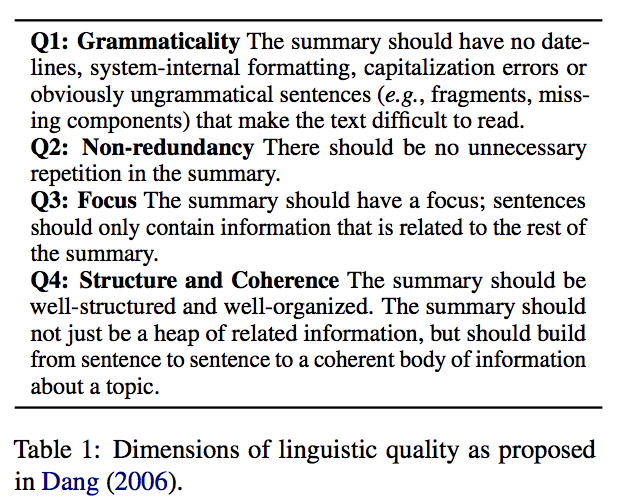 Q1: Grammaticality The summary should have no date-
lines, system-internal formatting, capitalization errors or
obviously ungrammatical sentences (e.g., fragments, miss-
ing components) that make the text difficult to read.
Q2: Non-redundancy There should be no unnecessary
repetition in the summary.
Q3: Focus The summary should have a focus; sentences
should only contain information that is related to the rest of
the summary.
Q4: Structure and Coherence The summary should be
well-structured and well-organized. The summary should
not just be a heap of related information, but should build
from sentence to sentence to a coherent body of information
about a topic.
Table 1: Dimensions of linguistic quality as proposed
in Dang (2006).